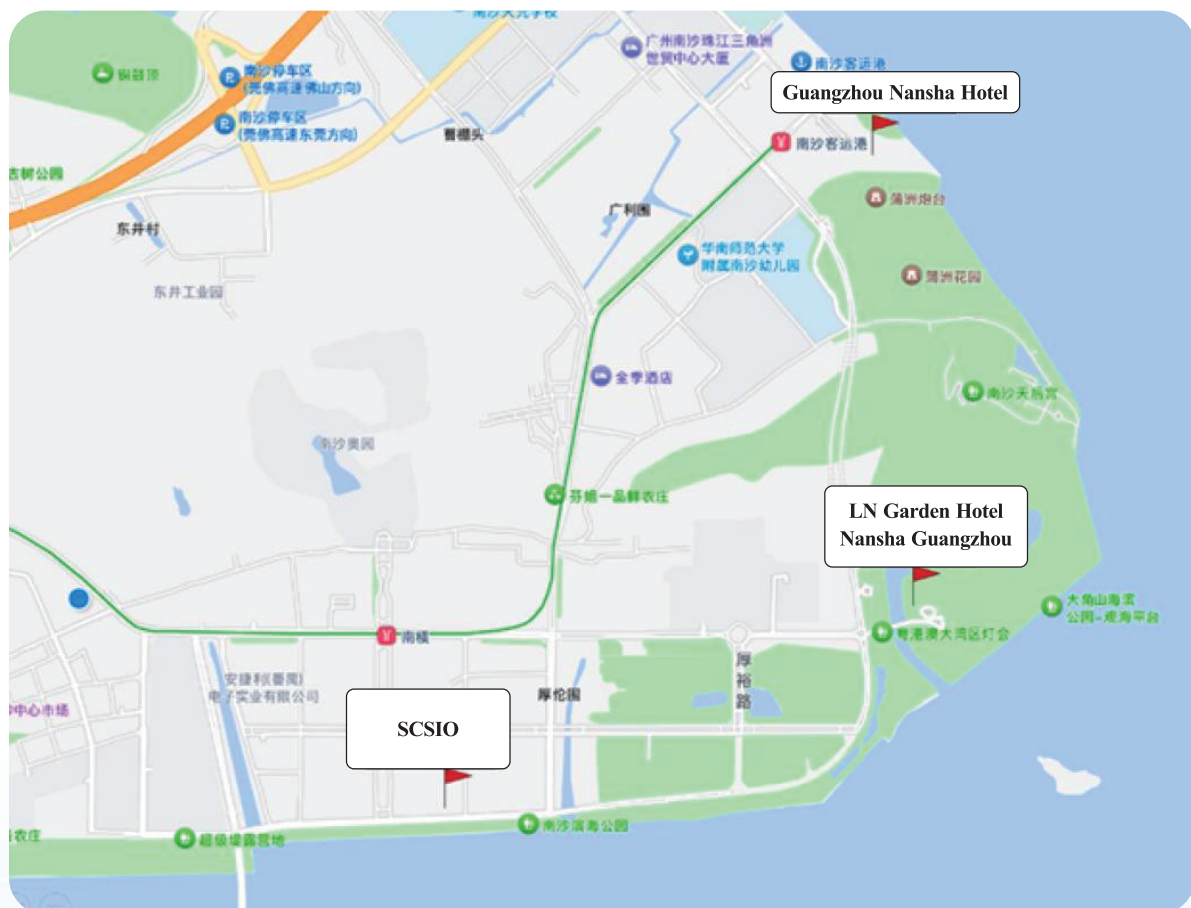 南沙天元学校
广州南沙珠江三角洲
世贸中心大厦
南沙客运港
铜鼓顶
南沙停车区
(莞佛高速佛山方向)
Guangzhou Nansha Hotel
南沙停车区
(莞佛高速东莞方向)
曹棚头
南沙客运港
古树公园
蒲洲炮台
广利围
东井村
华南师范大学
附属南沙幼儿园
蒲洲花园
东井工业园
全季酒店
南沙天后宫
南沙奥园
芬姐一品鲜农庄
LN Garden Hotel
Nansha Guangzhou
大角山海滨
公园-观海平台
南横
粤港澳大湾区灯会
厚裕路
安捷利(番禺)
电子实业有限公司
厚伦围
中心市场
SCSIO
南沙滨海公园
农庄
超级堤露营地